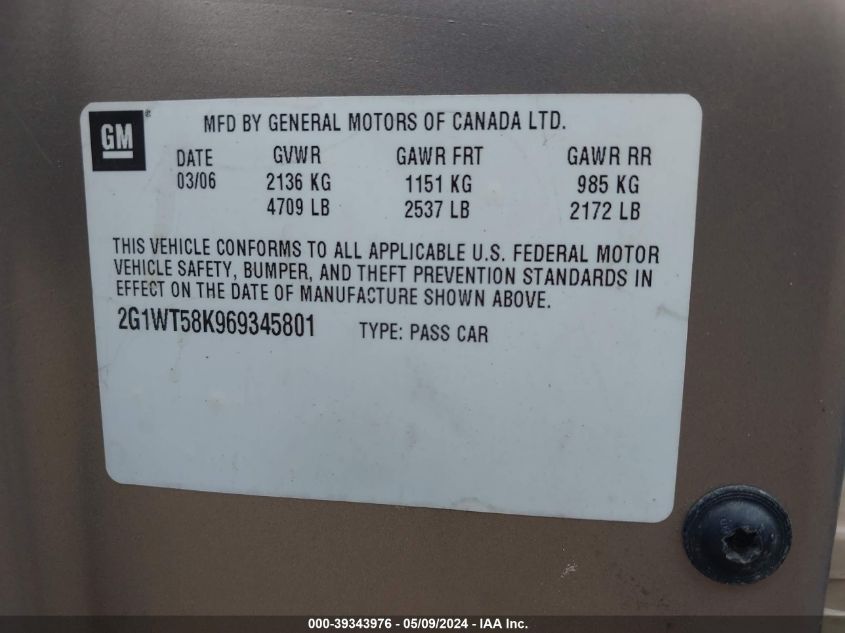 GM
MFD BY GENERAL MOTORS OF CANADA LTD.
DATE GVWR GAWR FRT GAWR RR
03/06 2136 KG 1151 KG 985 KG
4709 LB 2537 LB 2172 LB
THIS VEHICLE CONFORMS TO ALL APPLICABLE U.S. FEDERAL MOTOR
VEHICLE SAFETY, BUMPER, AND THEFT PREVENTION STANDARDS IN
EFFECT ON THE DATE OF MANUFACTURE SHOWN ABOVE.
2G1WT58K969345801 TYPE: PASS CAR
000-39343976 - 05/09/2024 - IAA Inc.